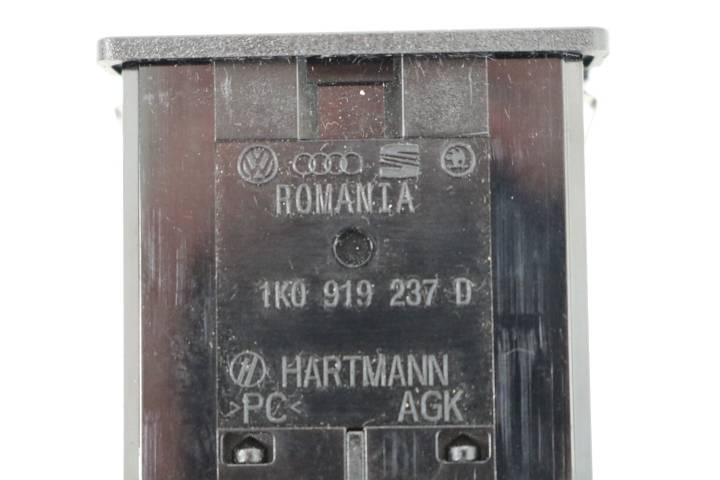 ROMANIA
1K0 919 237 D
HARTMANN
>PC< AGK